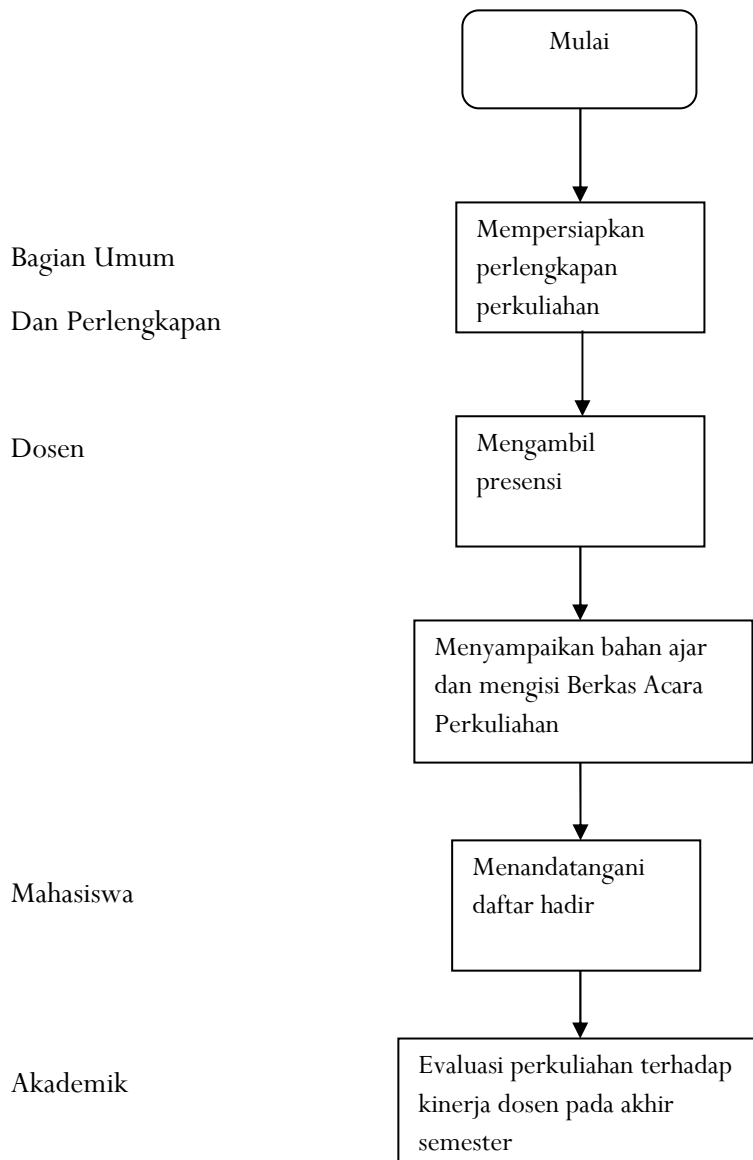 Mulai
Bagian Umum
Dan Perlengkapan
Mempersiapkan
perlengkapan
perkuliahan
Dosen
Mengambil
presensi
Menyampaikan bahan ajar
dan mengisi Berkas Acara
Perkuliahan
Mahasiswa
Menandatangani
daftar hadir
Akademik
Evaluasi perkuliahan terhadap
kinerja dosen pada akhir
semester